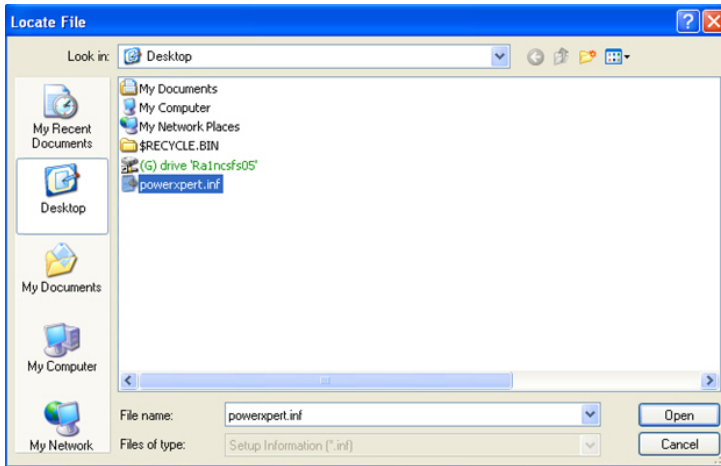 Locate File
Look in:
Desktop
My Recent
Documents
Desktop
My Documents
My Computer
My Network
My Documents
My Computer
My Network Places
$RECYCLE.BIN
(G) drive 'Ra1ncsfs05'
powerxpert.inf
File name:
powerxpert.inf
Open
Files of type:
Setup Information (*.inf)
Cancel